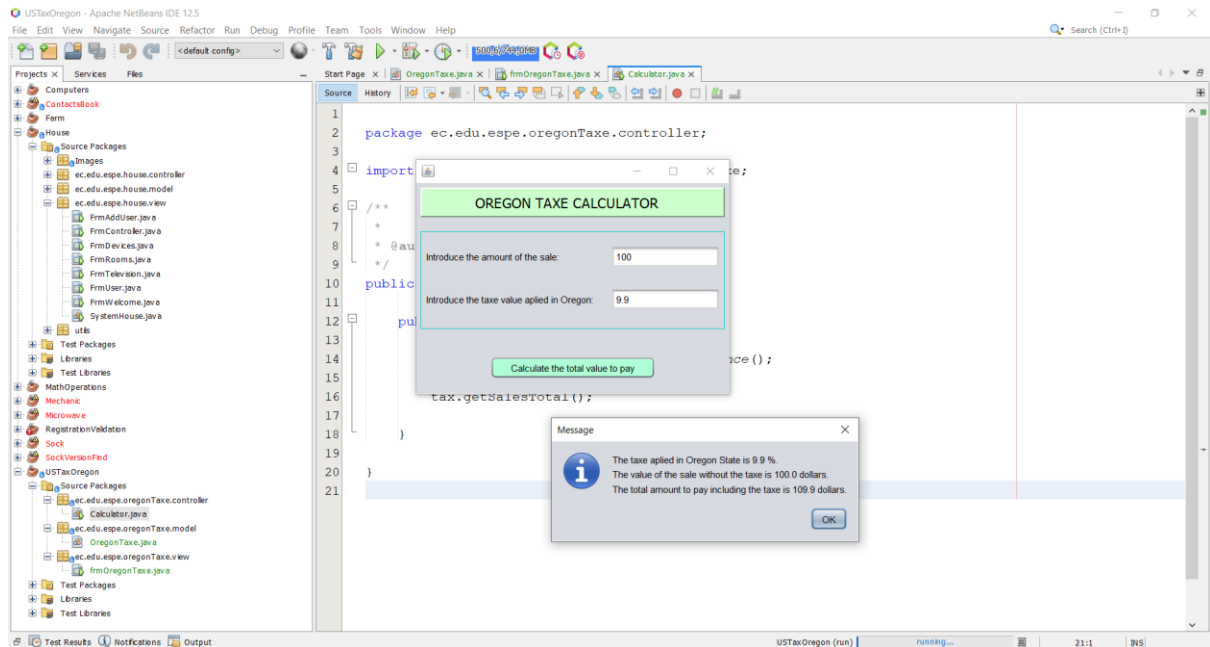 USTaxOregon - Apache NetBeans IDE 12.5
File Edit View Navigate Source Refactor Run Debug Profile Team Tools Window Help
Search (Ctrl+I)
<default config>
Projects Services Files
Start Page OregonTaxe.java frmOregonTaxe.java Calculator.java
Source History
Computers
ContactsBook
Farm
House
Source Packages
Images
ec.edu.espe.house.controller
ec.edu.espe.house.model
ec.edu.espe.house.view
FrmAddUser.java
FrmControler.java
FrmDevices.java
FrmRooms.java
FrmTelevision.java
FrmUser.java
FrmWelcome.java
SystemHouse.java
utils
Test Packages
Libraries
Test Libraries
MathOperations
Mechanic
Microwave
RegistrationValidation
Sock
SockVersionFind
USTaxOregon
Source Packages
ec.edu.espe.oregonTaxe.controller
Calculator.java
ec.edu.espe.oregonTaxe.model
OregonTaxe.java
ec.edu.espe.oregonTaxe.view
frmOregonTaxe.java
Test Packages
Libraries
Test Libraries
1
2 package ec.edu.espe.oregonTaxe.controller;
3
4 import xe;
5
6 /**
7 *
8 * @au
9 */
10 public
11
12 pu
13
14 nce();
15
16 tax.getSalesTotal();
17
18 }
19
20 }
21
OREGON TAXE CALCULATOR
Introduce the amount of the sale: 100
Introduce the taxe value aplied in Oregon: 9.9
Calculate the total value to pay
Message
The taxe aplied in Oregon State is 9.9 %.
The value of the sale without the taxe is 100.0 dollars.
The total amount to pay including the taxe is 109.9 dollars.
OK
Test Results Notifications Output
USTaxOregon (run) running... 21:1 INS